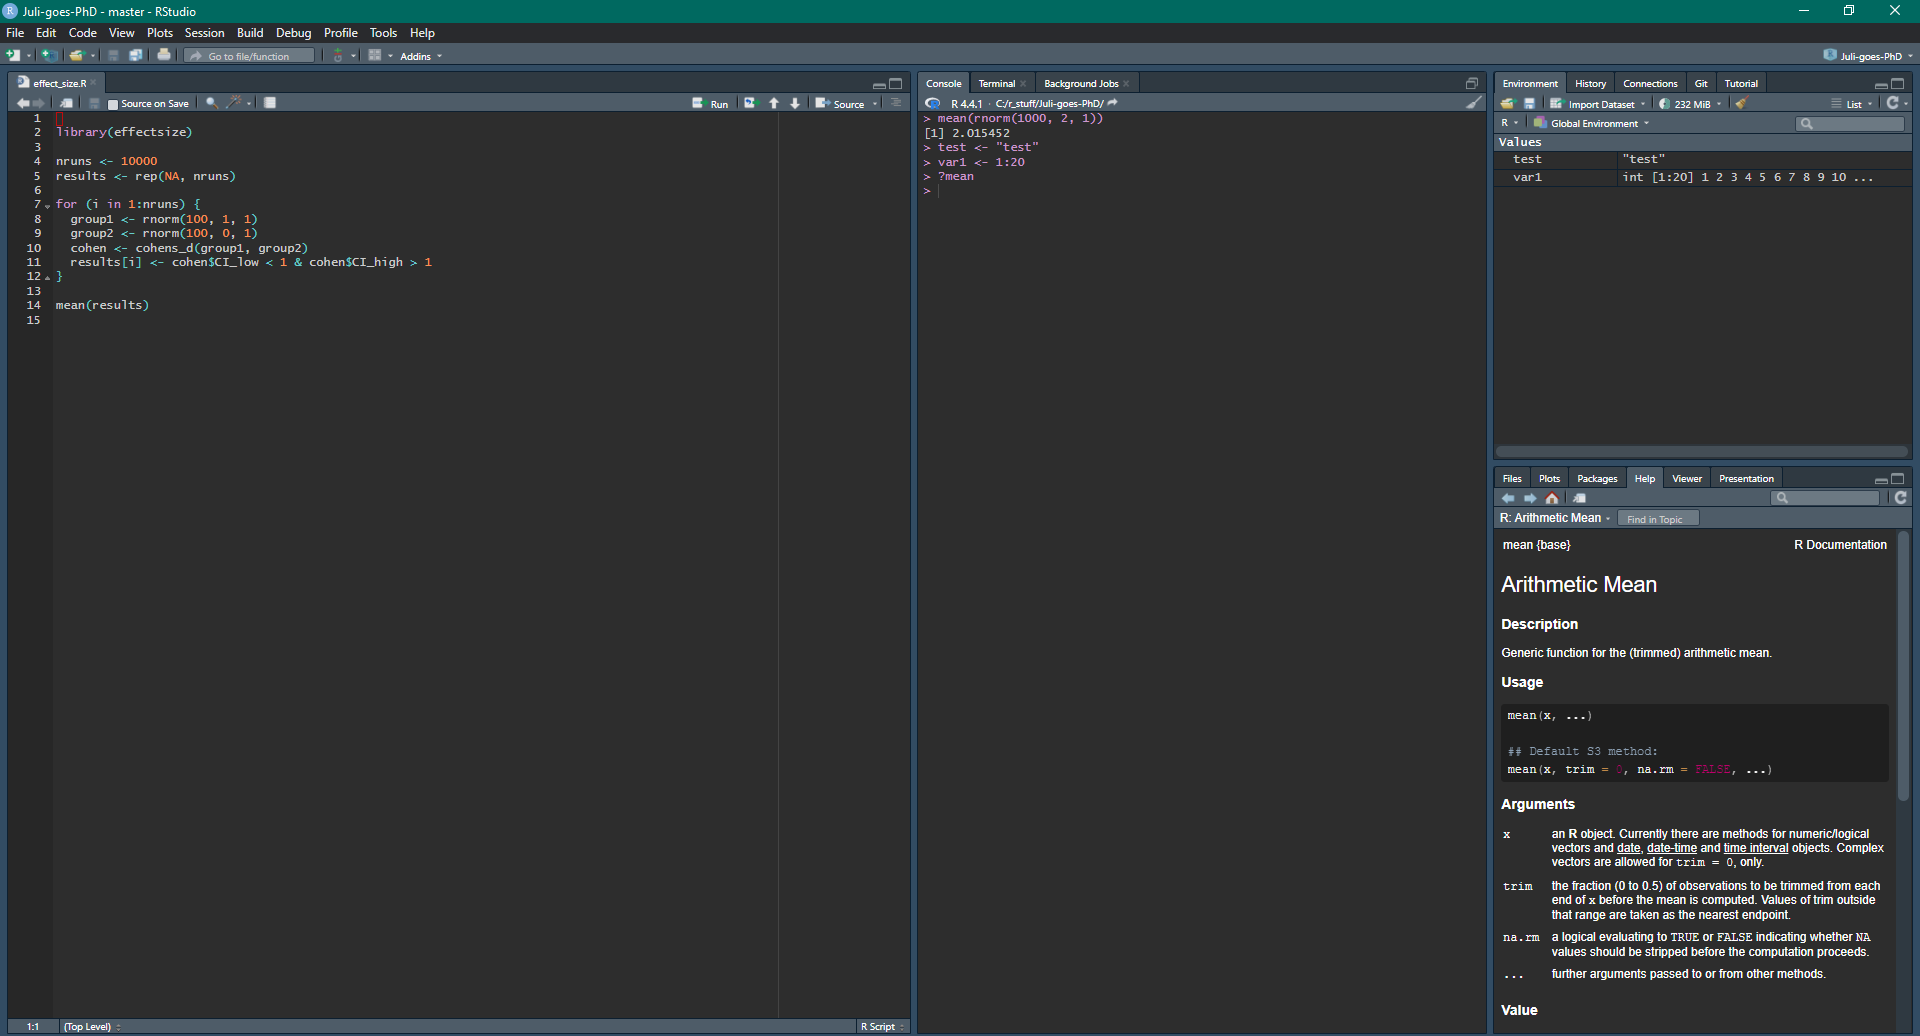 Juli-goes-PhD - master - RStudio
File Edit Code View Plots Session Build Debug Profile Tools Help
Go to file/function Addins Juli-goes-PhD
effect_size.R
Source on Save Run Source
1
2 library(effectsize)
3
4 nruns <- 10000
5 results <- rep(NA, nruns)
6
7 for (i in 1:nruns) {
8 group1 <- rnorm(100, 1, 1)
9 group2 <- rnorm(100, 0, 1)
10 cohen <- cohens_d(group1, group2)
11 results[i] <- cohen$CI_low < 1 & cohen$CI_high > 1
12 }
13
14 mean(results)
15
1:1 (Top Level) R Script
Console Terminal Background Jobs
R 4.4.1 · C:/r_stuff/Juli-goes-PhD/
> mean(rnorm(1000, 2, 1))
[1] 2.015452
> test <- "test"
> var1 <- 1:20
> ?mean
>
Environment History Connections Git Tutorial
Import Dataset 232 MiB List
R Global Environment
Values
test "test"
var1 int [1:20] 1 2 3 4 5 6 7 8 9 10 ...
Files Plots Packages Help Viewer Presentation
R: Arithmetic Mean Find in Topic
mean {base} R Documentation
Arithmetic Mean
Description
Generic function for the (trimmed) arithmetic mean.
Usage
mean(x, ...)
## Default S3 method:
mean(x, trim = 0, na.rm = FALSE, ...)
Arguments
x an R object. Currently there are methods for numeric/logical
vectors and date, date-time and time interval objects. Complex
vectors are allowed for trim = 0, only.
trim the fraction (0 to 0.5) of observations to be trimmed from each
end of x before the mean is computed. Values of trim outside
that range are taken as the nearest endpoint.
na.rm a logical evaluating to TRUE or FALSE indicating whether NA
values should be stripped before the computation proceeds.
... further arguments passed to or from other methods.
Value